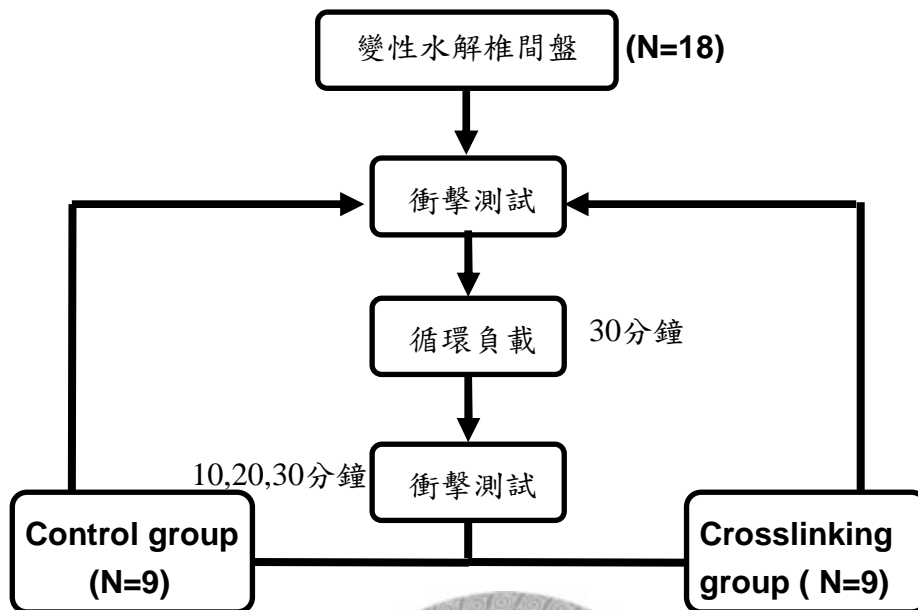 變性水解椎間盤 (N=18)
衝擊測試
循環負載 30分鐘
10,20,30分鐘 衝擊測試
Control group
(N=9)
Crosslinking
group ( N=9)